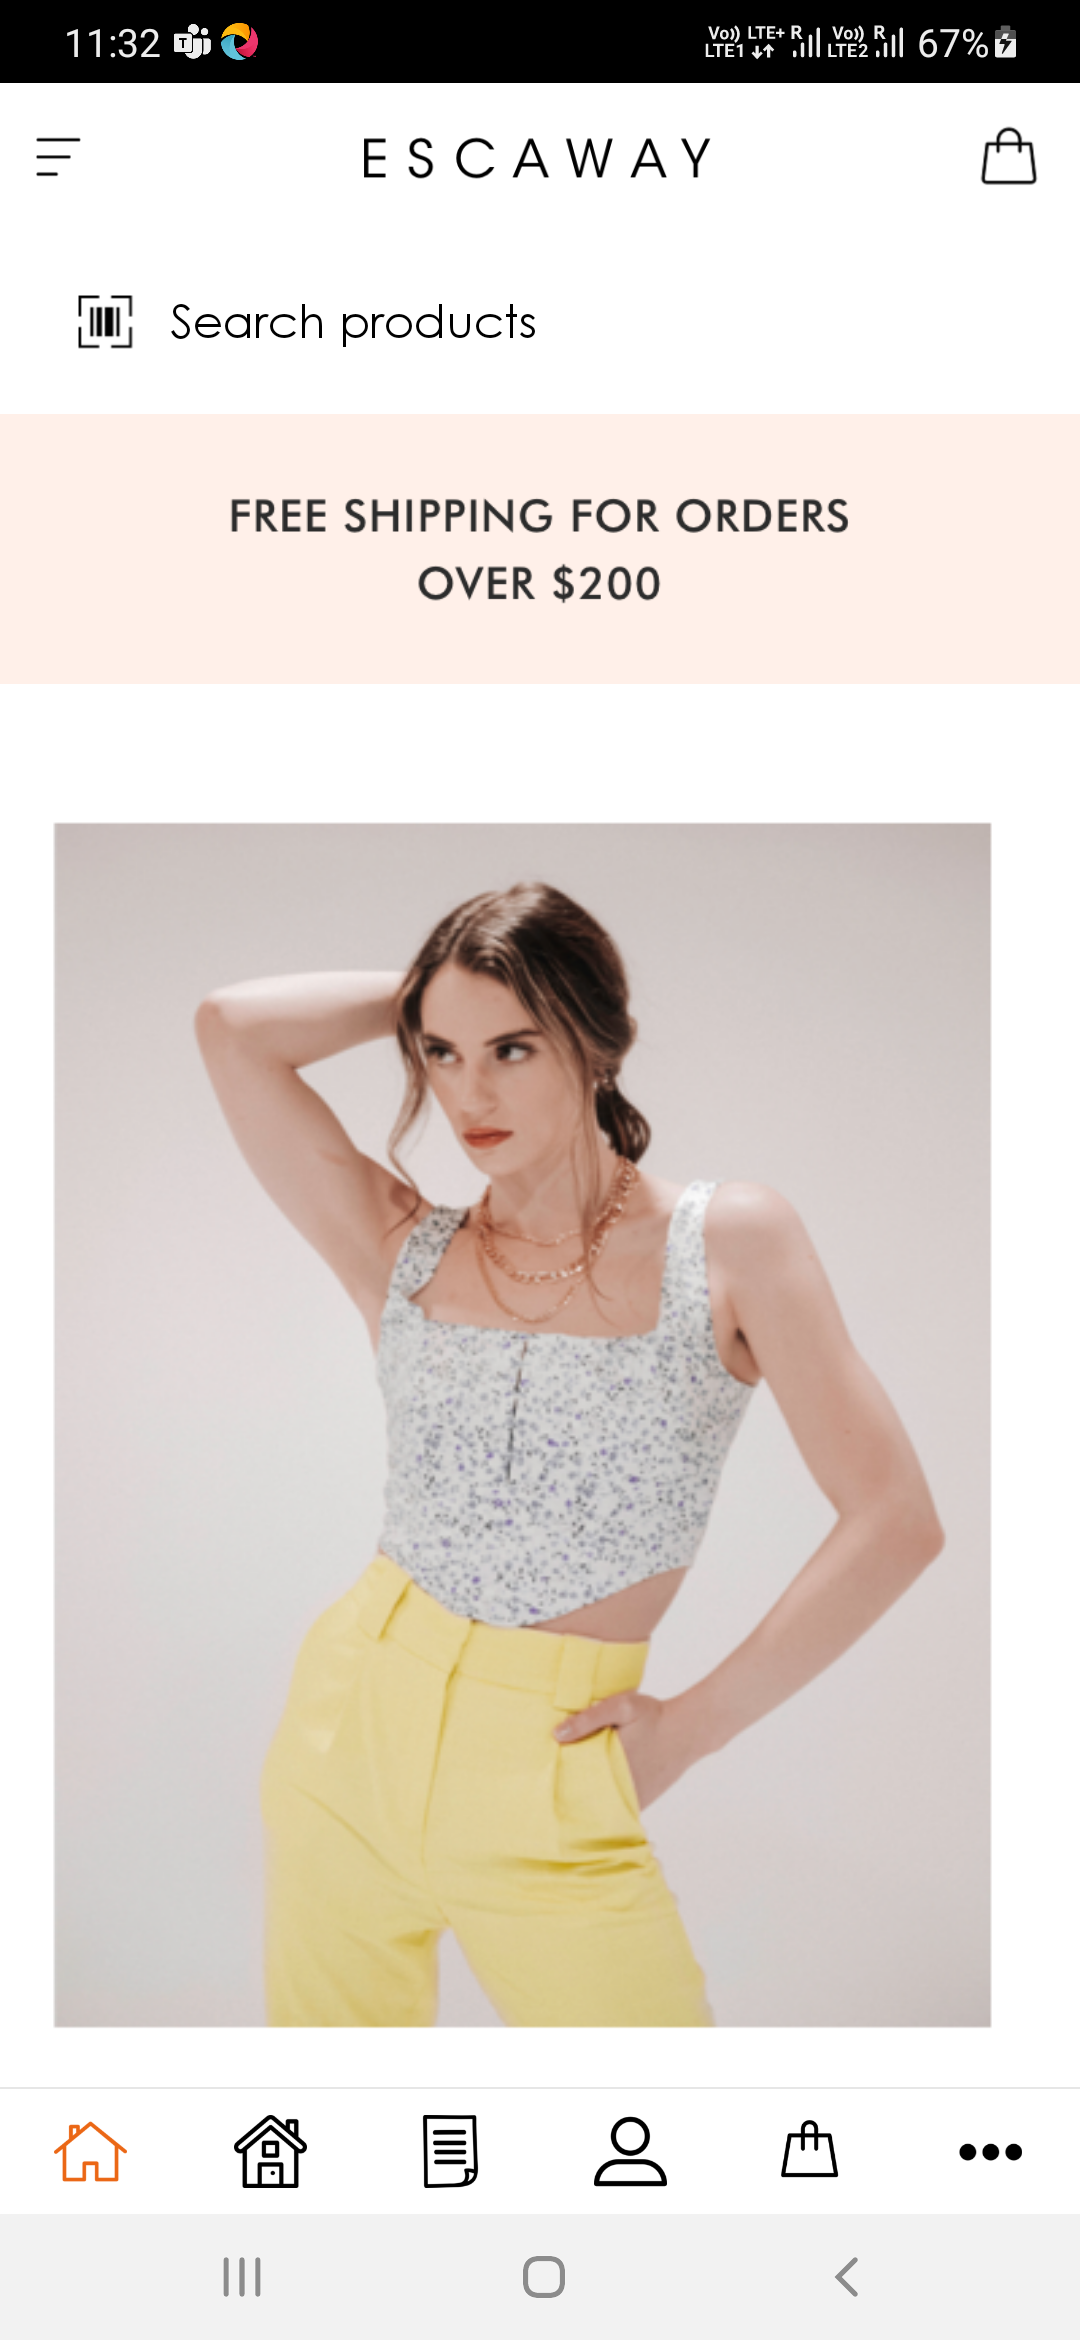 11:32
Vo)) LTE+ R Vo)) R 67%
LTE1 LTE2
ESCAWAY
Search products
FREE SHIPPING FOR ORDERS
OVER $200